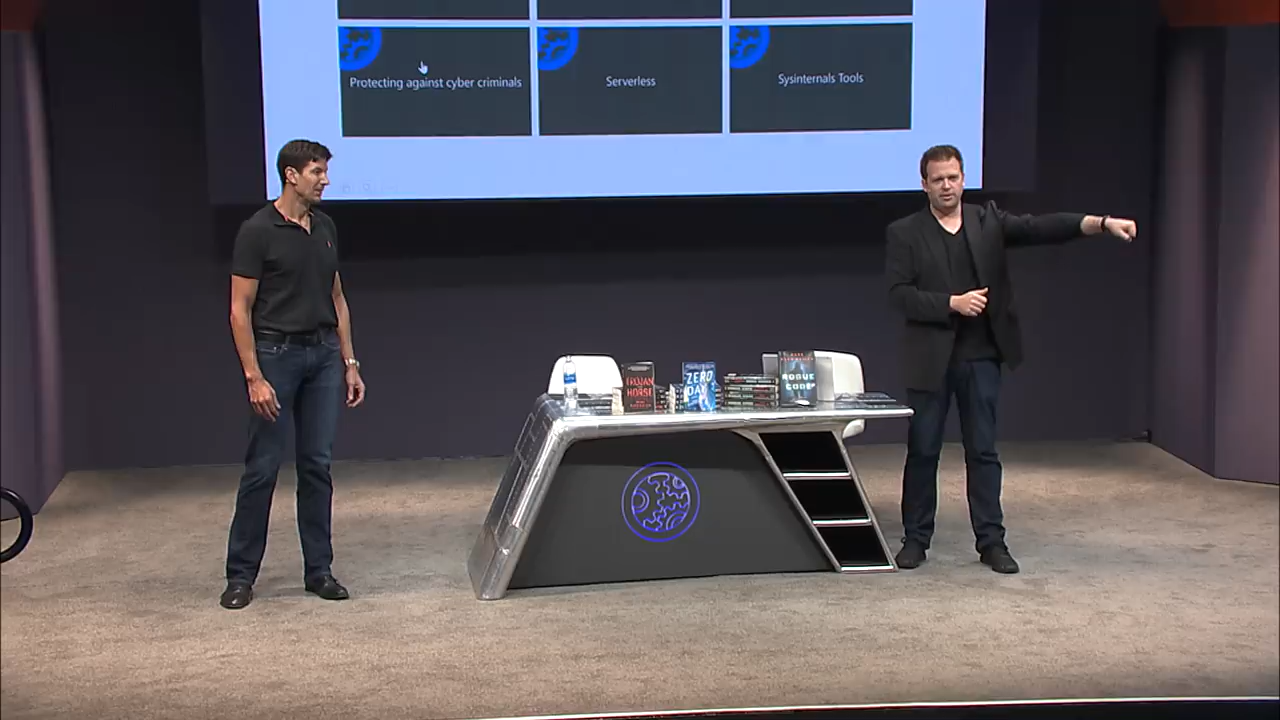 Protecting against cyber criminals
Serverless
Sysinternals Tools
TROJAN
HORSE
ZERO
DAY
ROGUE
CODE